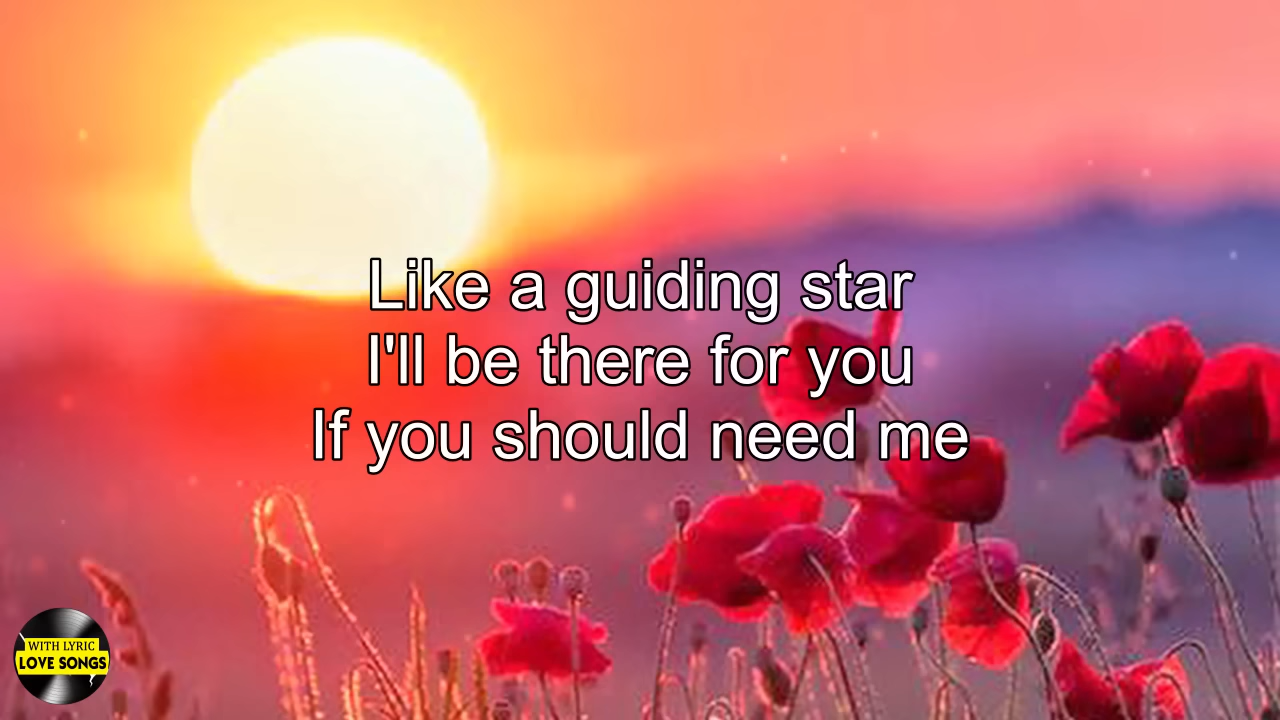 Like a guiding star
I'll be there for you
If you should need me
WITH LYRIC
LOVE SONGS